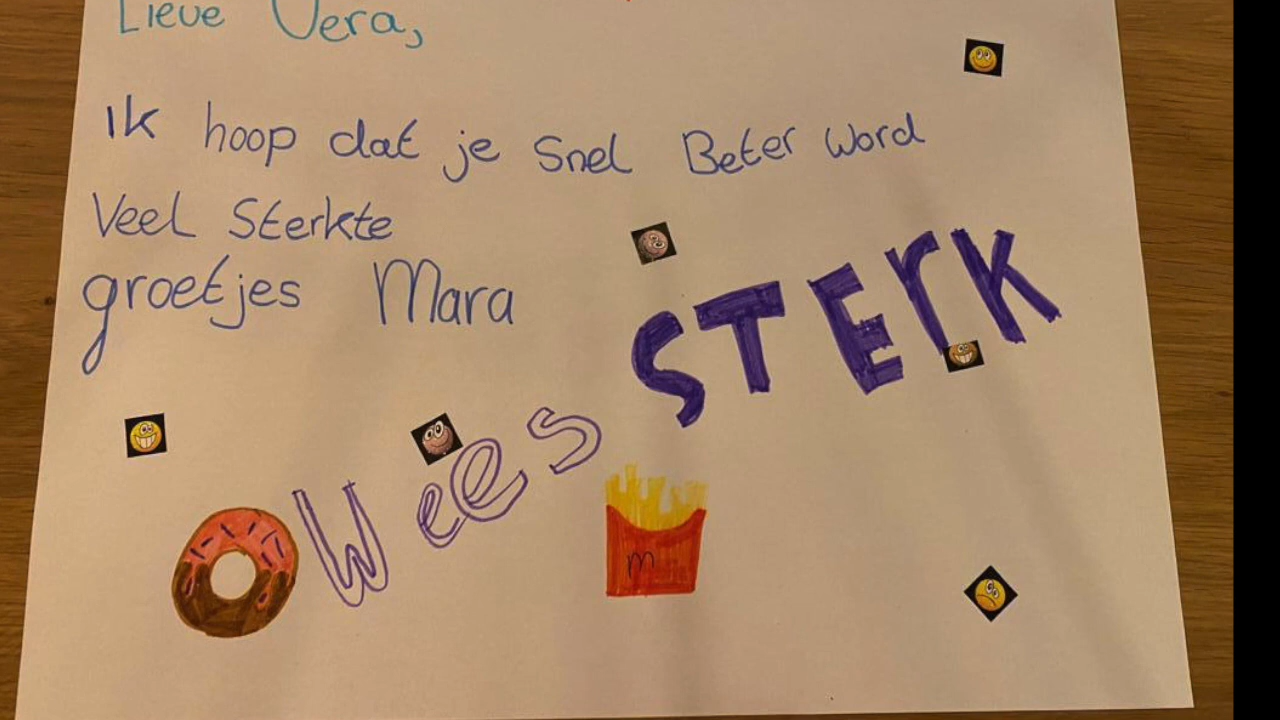 Lieve Vera,
Ik hoop dat je Snel Beter word
Veel Sterkte
groetjes Mara
Wees STERK
m